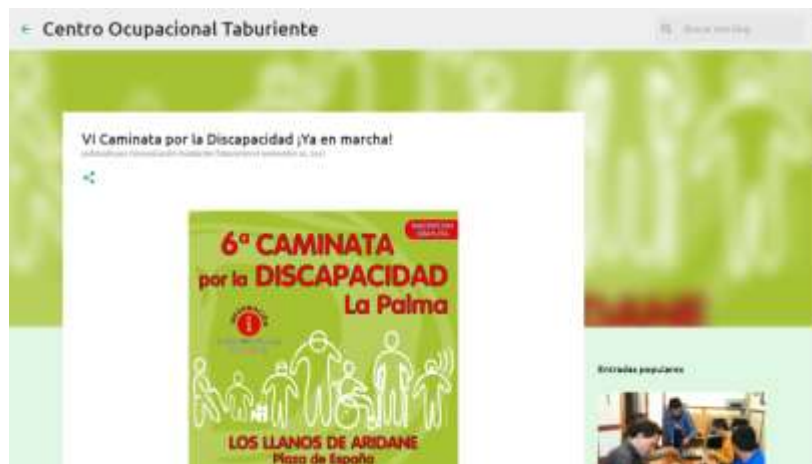 Centro Ocupacional Taburiente
VI Caminata por la Discapacidad ¡Ya en marcha!
6ª CAMINATA
por la DISCAPACIDAD
La Palma
LOS LLANOS DE ARIDANE
Plaza de España
Entradas populares